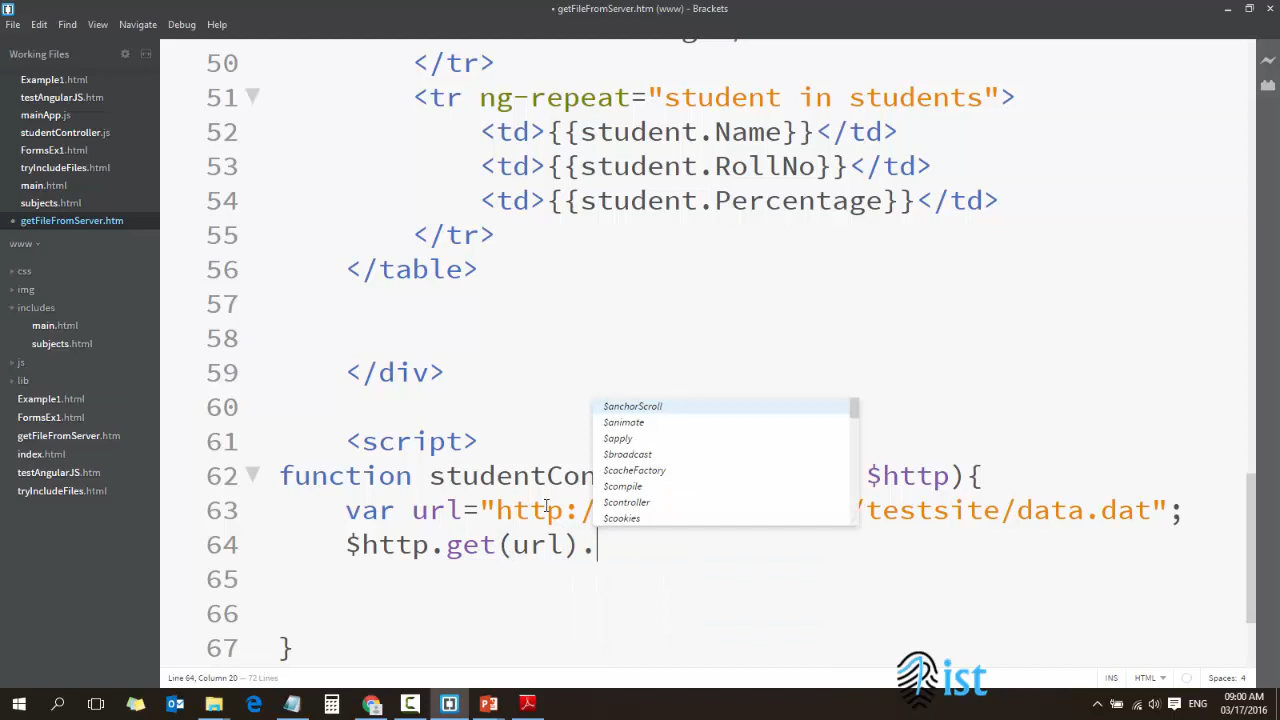 • getFileFromServer.htm (www) - Brackets
File Edit Find View Navigate Debug Help
Working Files
Example1.html
testAngularJS.htm
mainApp.js
studentController.js
FormsEx1.html
tryIncludeFiles.html
main.html
subjects.html
• getFileFromServer.htm
www
css
img
includes
main.html
subjects.html
js
lib
Example1.html
FormsEx1.html
getFileFromServer.htm
index.html
testAngularJS.htm
tryIncludeFiles.html
50 </tr>
51 <tr ng-repeat="student in students">
52 <td>{{student.Name}}</td>
53 <td>{{student.RollNo}}</td>
54 <td>{{student.Percentage}}</td>
55 </tr>
56 </table>
57
58
59 </div>
60
61 <script>
62 function studentCon $http){
63 var url="http:/ /testsite/data.dat";
64 $http.get(url).
65
66
67 }
$anchorScroll
$animate
$apply
$broadcast
$cacheFactory
$compile
$controller
$cookies
Line 64, Column 20 — 72 Lines
INS HTML Spaces: 4
ist
ENG
09:00 AM
03/17/2016